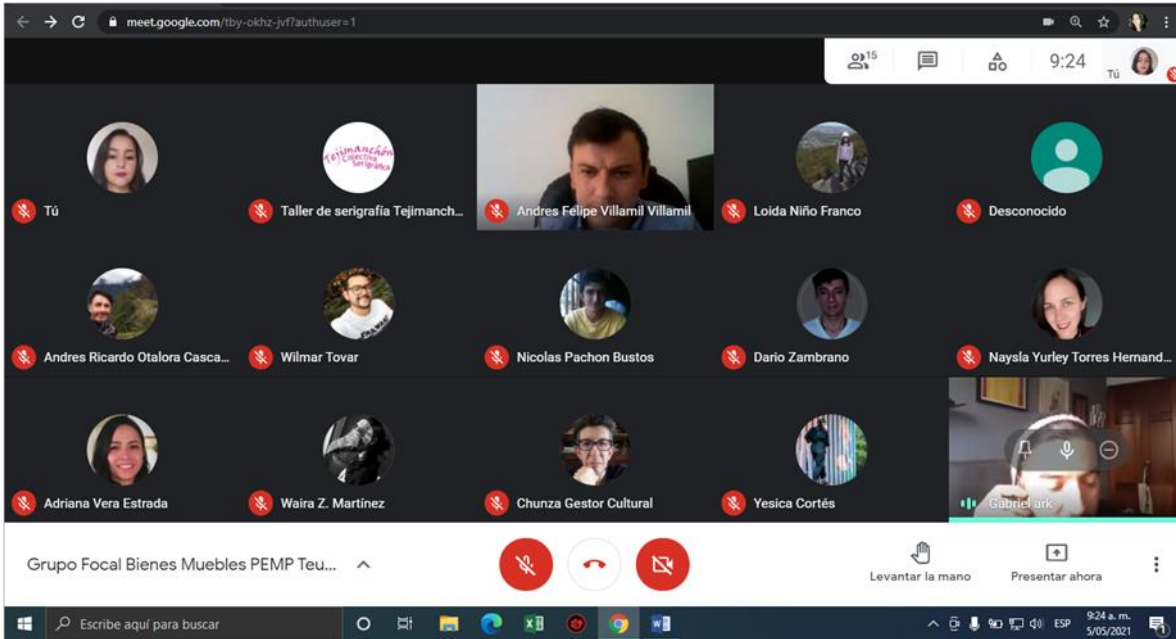 meet.google.com/tby-okhz-jvf?authuser=1
15
9:24
Tú
Tejimanchón
Colectiva
Serigráfica
Tú
Taller de serigrafía Tejimanch...
Andres Felipe Villamil Villamil
Loida Niño Franco
Desconocido
Andres Ricardo Otalora Casca...
Wilmar Tovar
Nicolas Pachon Bustos
Dario Zambrano
Naysla Yurley Torres Hernand...
Adriana Vera Estrada
Waira Z. Martínez
Chunza Gestor Cultural
Yesica Cortés
Gabriel ark
Grupo Focal Bienes Muebles PEMP Teu...
Levantar la mano
Presentar ahora
Escribe aquí para buscar
ESP
9:24 a. m.
5/05/2021